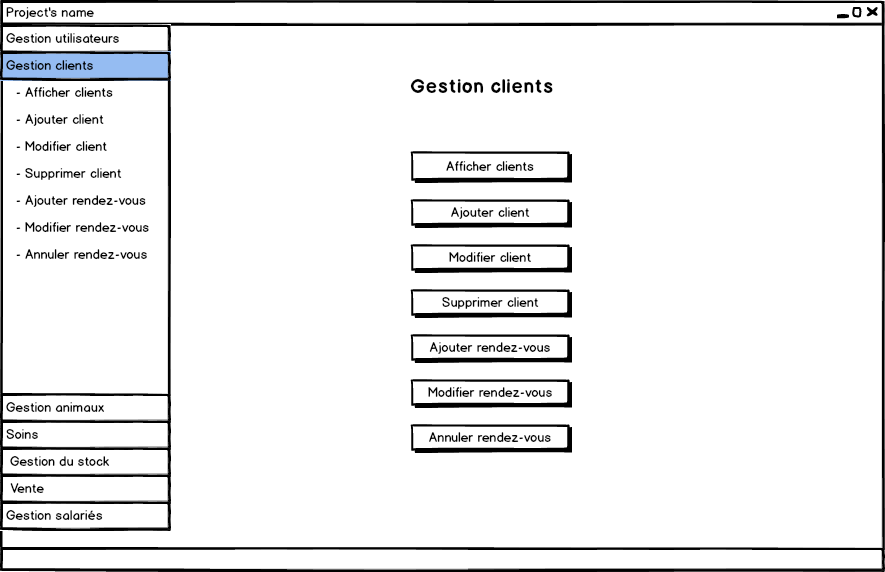 Project's name
Gestion utilisateurs
Gestion clients
- Afficher clients
- Ajouter client
- Modifier client
- Supprimer client
- Ajouter rendez-vous
- Modifier rendez-vous
- Annuler rendez-vous
Gestion animaux
Soins
Gestion du stock
Vente
Gestion salariés
Gestion clients
Afficher clients
Ajouter client
Modifier client
Supprimer client
Ajouter rendez-vous
Modifier rendez-vous
Annuler rendez-vous